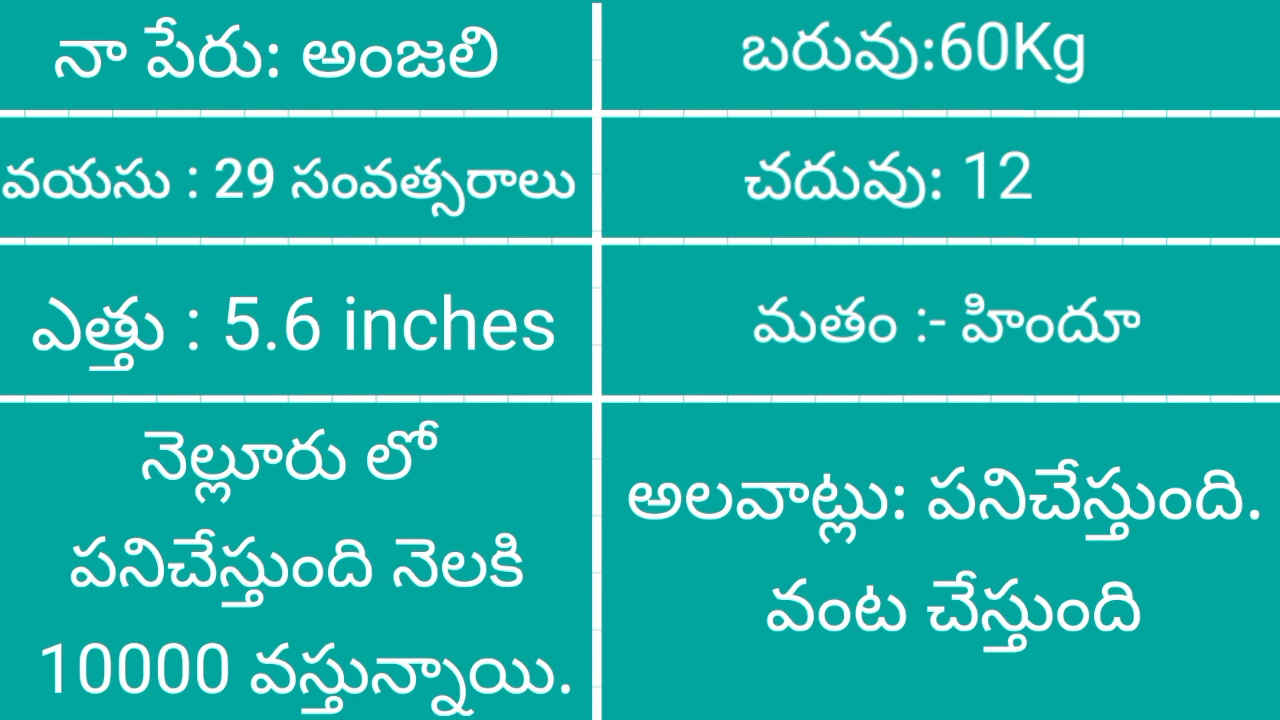 నా పేరు: అంజలి
బరువు:60Kg
వయసు : 29 సంవత్సరాలు
చదువు: 12
ఎత్తు : 5.6 inches
మతం :- హిందూ
నెల్లూరు లో
పనిచేస్తుంది నెలకి
10000 వస్తున్నాయి.
అలవాట్లు: పనిచేస్తుంది.
వంట చేస్తుంది